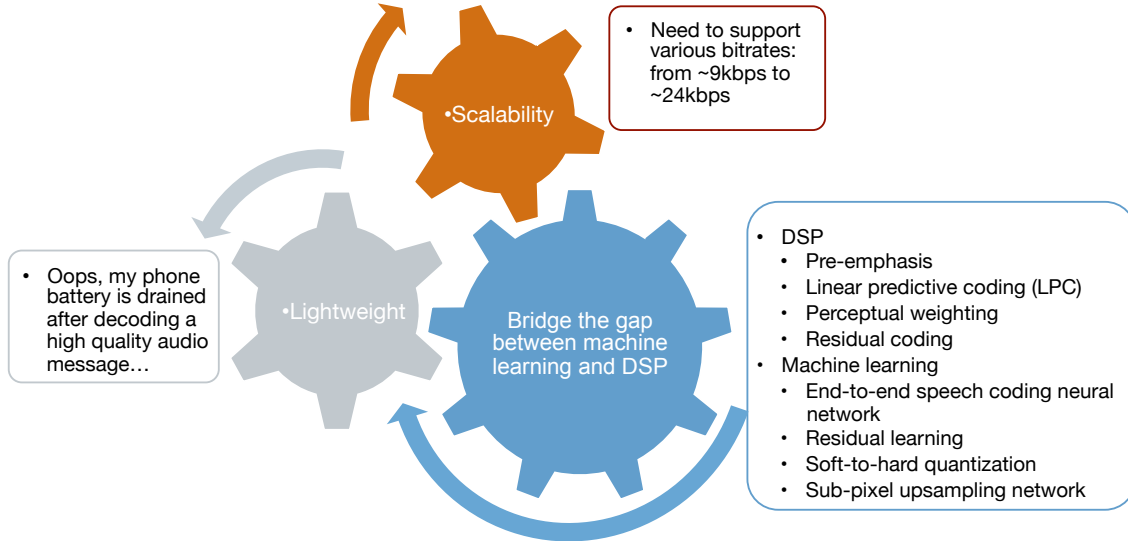 • Need to support
various bitrates:
from ~9kbps to
~24kbps
•Scalability
• Oops, my phone
battery is drained
after decoding a
high quality audio
message…
•Lightweight
Bridge the gap
between machine
learning and DSP
• DSP
• Pre-emphasis
• Linear predictive coding (LPC)
• Perceptual weighting
• Residual coding
• Machine learning
• End-to-end speech coding neural
network
• Residual learning
• Soft-to-hard quantization
• Sub-pixel upsampling network